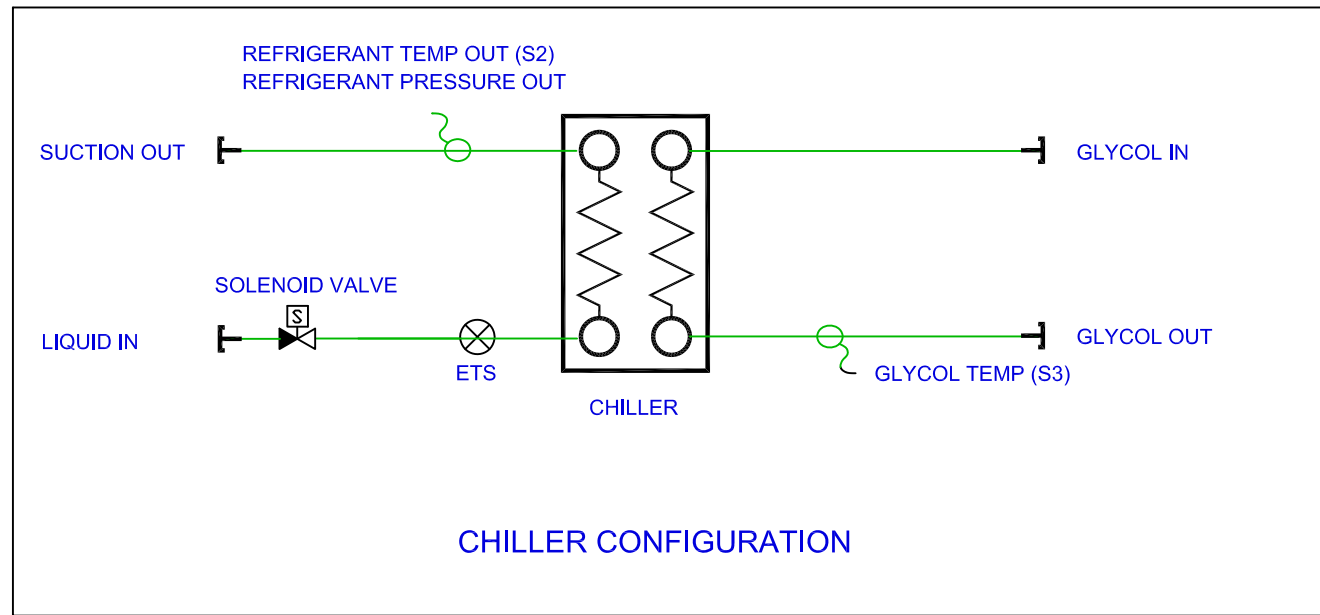 REFRIGERANT TEMP OUT (S2)
REFRIGERANT PRESSURE OUT
SUCTION OUT
GLYCOL IN
SOLENOID VALVE
S
LIQUID IN
GLYCOL OUT
ETS
GLYCOL TEMP (S3)
CHILLER
CHILLER CONFIGURATION